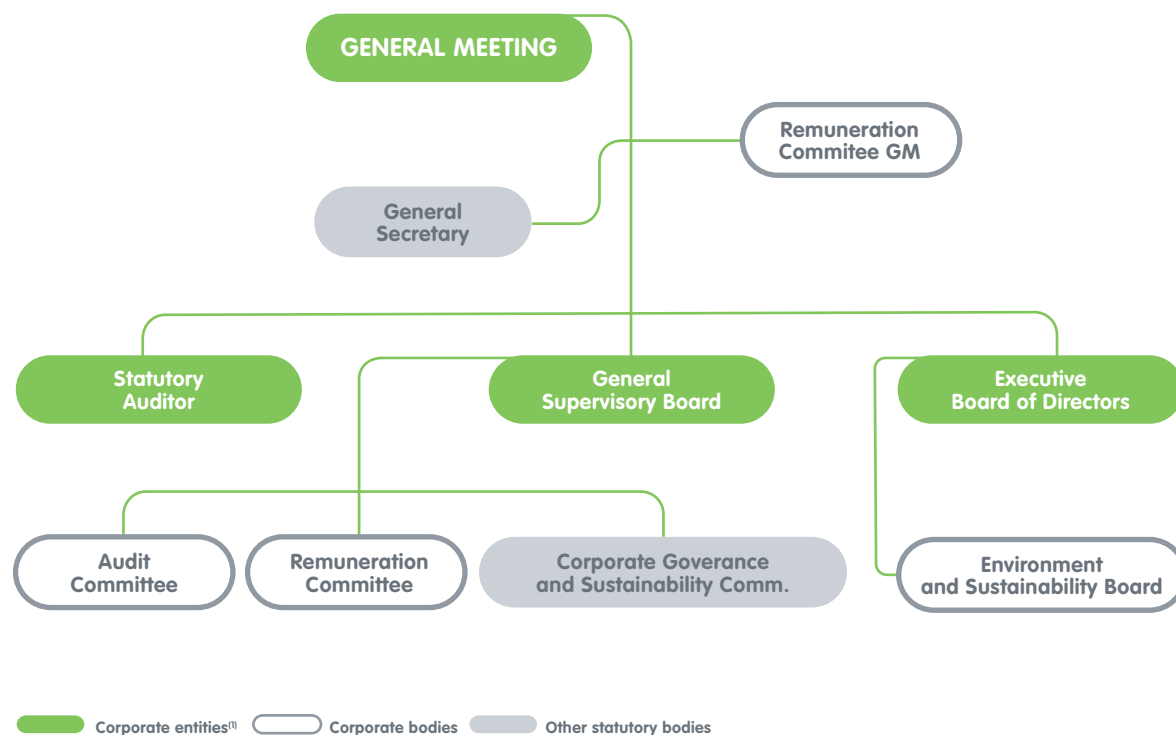 GENERAL MEETING
Remuneration
Commitee GM
General
Secretary
Statutory
Auditor
General
Supervisory Board
Executive
Board of Directors
Audit
Committee
Remuneration
Committee
Corporate Goverance
and Sustainability Comm.
Environment
and Sustainability Board
Corporate entities⁽¹⁾
Corporate bodies
Other statutory bodies